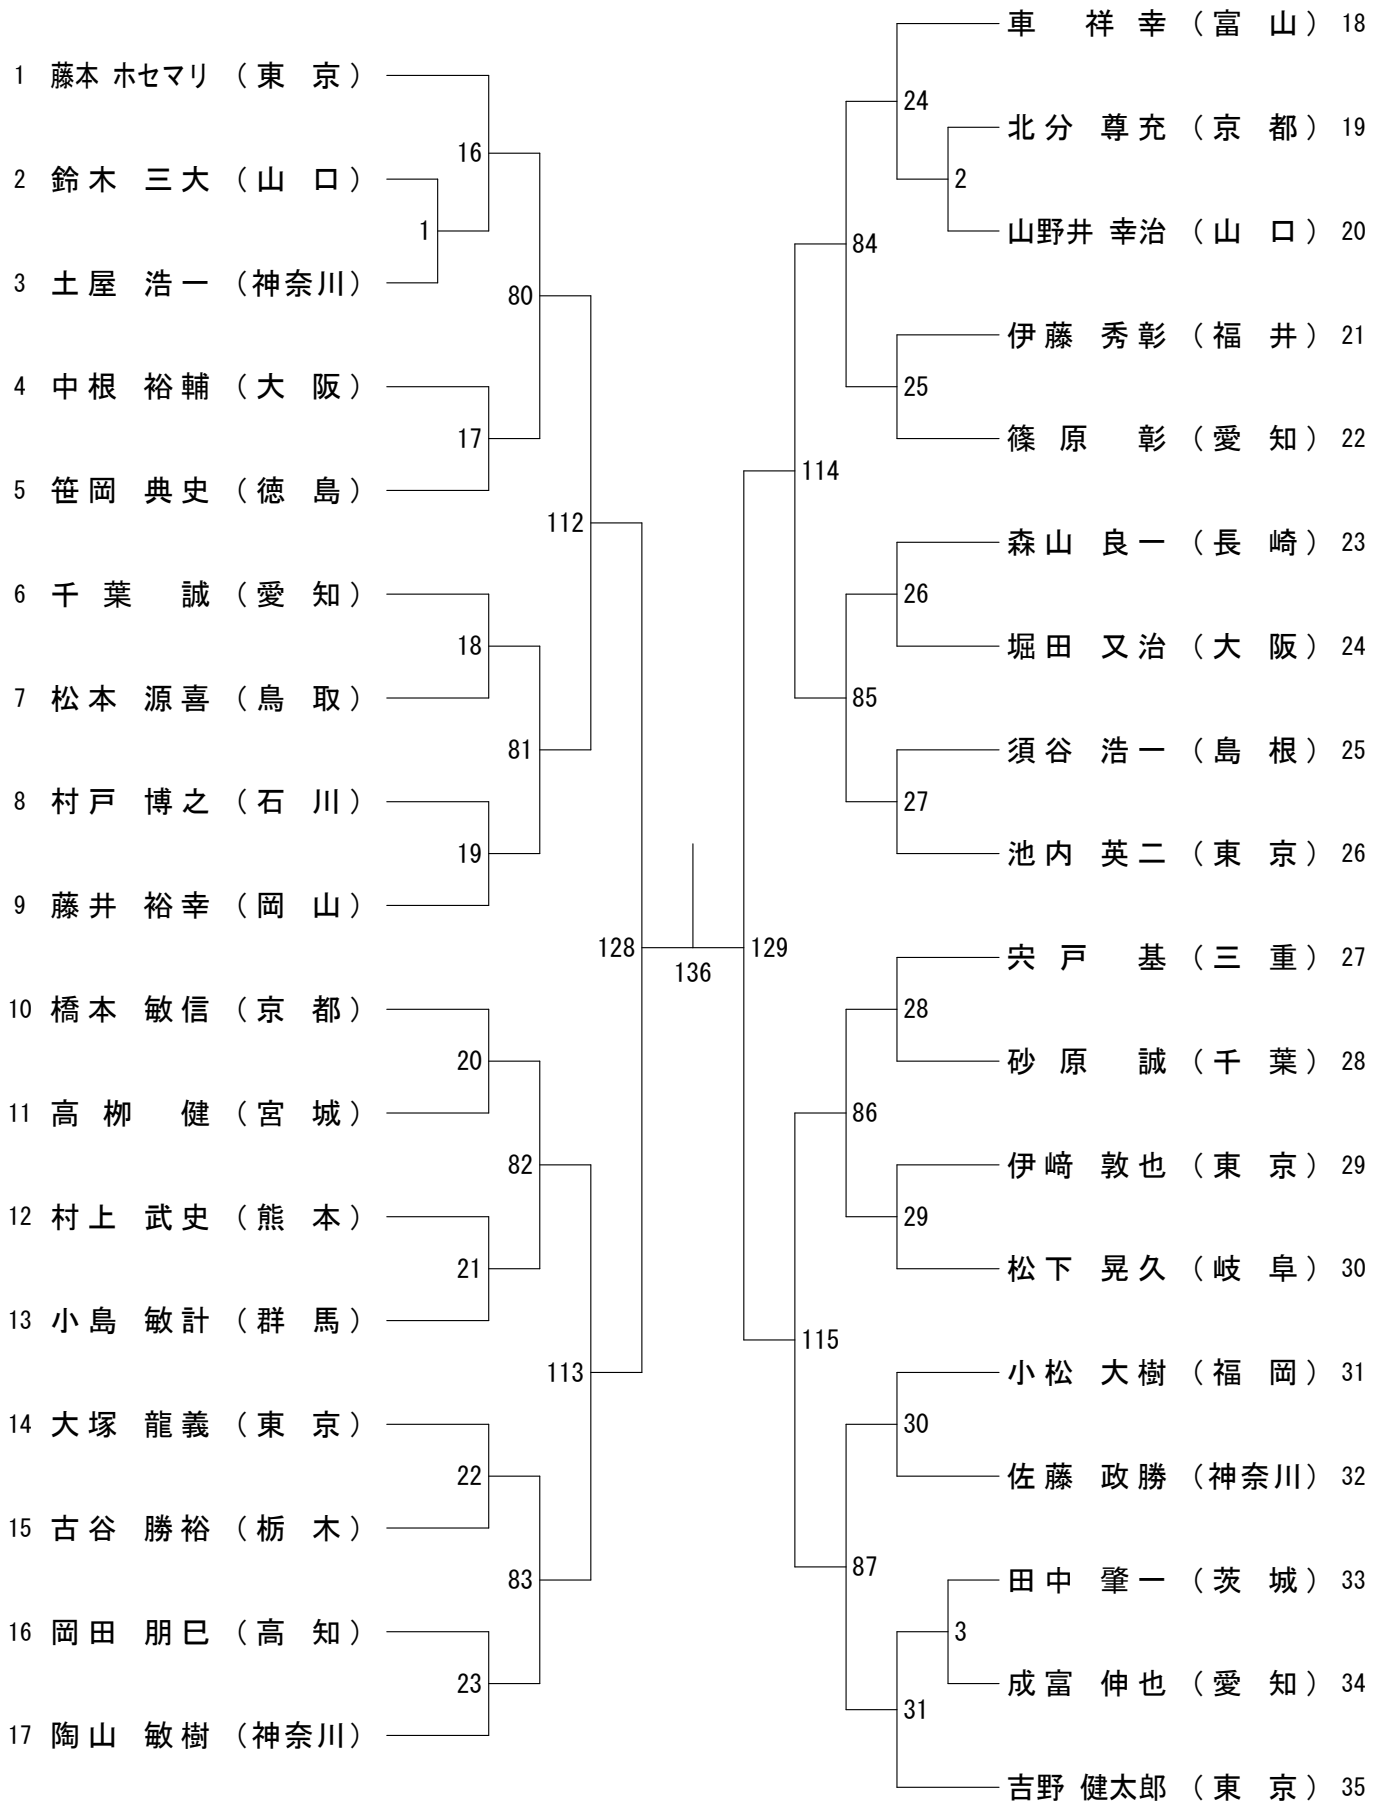 1 藤本 ホセマリ （東 京）
2 鈴木 三大 （山 口）
3 土屋 浩一 （神奈川）
4 中根 裕輔 （大 阪）
5 笹岡 典史 （徳 島）
6 千葉 誠 （愛 知）
7 松本 源喜 （鳥 取）
8 村戸 博之 （石 川）
9 藤井 裕幸 （岡 山）
10 橋本 敏信 （京 都）
11 高栁 健 （宮 城）
12 村上 武史 （熊 本）
13 小島 敏計 （群 馬）
14 大塚 龍義 （東 京）
15 古谷 勝裕 （栃 木）
16 岡田 朋巳 （高 知）
17 陶山 敏樹 （神奈川）
1
16
17
18
19
20
21
22
23
80
81
82
83
112
113
128
136
129
114
115
84
85
86
87
24
25
26
27
28
29
30
31
2
3
車 祥幸 （富 山） 18
北分 尊充 （京 都） 19
山野井 幸治 （山 口） 20
伊藤 秀彰 （福 井） 21
篠原 彰 （愛 知） 22
森山 良一 （長 崎） 23
堀田 又治 （大 阪） 24
須谷 浩一 （島 根） 25
池内 英二 （東 京） 26
宍戸 基 （三 重） 27
砂原 誠 （千 葉） 28
伊﨑 敦也 （東 京） 29
松下 晃久 （岐 阜） 30
小松 大樹 （福 岡） 31
佐藤 政勝 （神奈川） 32
田中 肇一 （茨 城） 33
成富 伸也 （愛 知） 34
吉野 健太郎 （東 京） 35